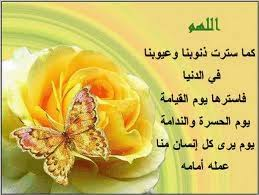 اللهم
كما سترت ذنوبنا وعيوبنا
في الدنيا
فاسترها يوم القيامة
يوم الحسرة والندامة
يوم يرى كل إنسان منا
عمله أمامه